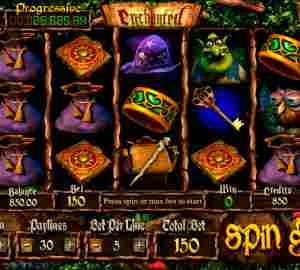 Progressive
Enchanted
Balance
850.00
Bet
150
Press spin or max bet to start
Win
0
Credits
850
Paylines
Bet Per Line
Total Bet
30
5
150
Spin